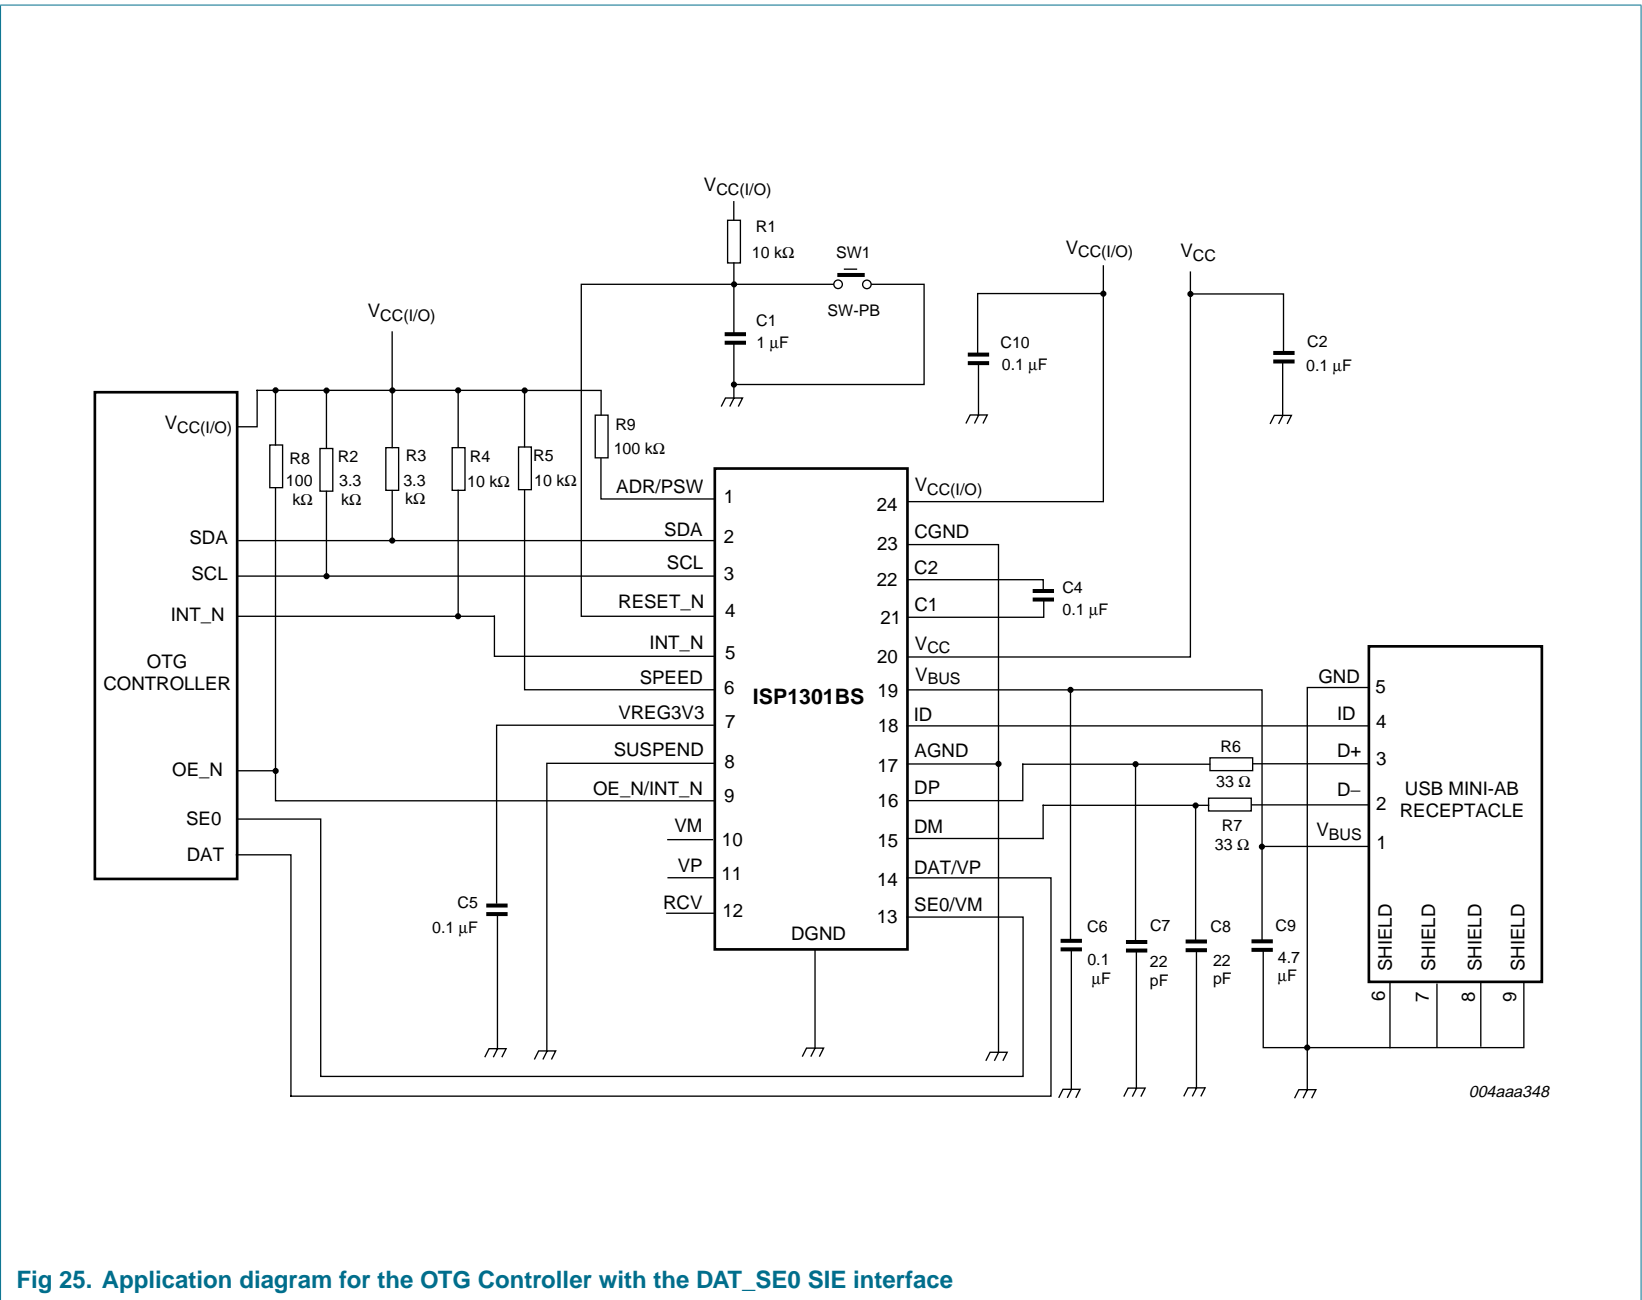 VCC(I/O)
R1
10 kΩ
SW1
SW-PB
C1
1 μF
VCC(I/O)
VCC
C10
0.1 μF
C2
0.1 μF
VCC(I/O)
VCC(I/O)
R8
100
kΩ
R2
3.3
kΩ
R3
3.3
kΩ
R4
10 kΩ
R5
10 kΩ
R9
100 kΩ
SDA
SCL
INT_N
OTG
CONTROLLER
OE_N
SE0
DAT
ADR/PSW
1
SDA
2
SCL
3
RESET_N
4
INT_N
5
SPEED
6
VREG3V3
7
SUSPEND
8
OE_N/INT_N
9
VM
10
VP
11
RCV
12
ISP1301BS
DGND
24
VCC(I/O)
23
CGND
22
C2
21
C1
20
VCC
19
VBUS
18
ID
17
AGND
16
DP
15
DM
14
DAT/VP
13
SE0/VM
C4
0.1 μF
C5
0.1 μF
R6
33 Ω
R7
33 Ω
C6
0.1
μF
C7
22
pF
C8
22
pF
C9
4.7
μF
GND
5
ID
4
D+
3
D−
2
VBUS
1
USB MINI-AB
RECEPTACLE
SHIELD
SHIELD
SHIELD
SHIELD
6
7
8
9
004aaa348
Fig 25. Application diagram for the OTG Controller with the DAT_SE0 SIE interface